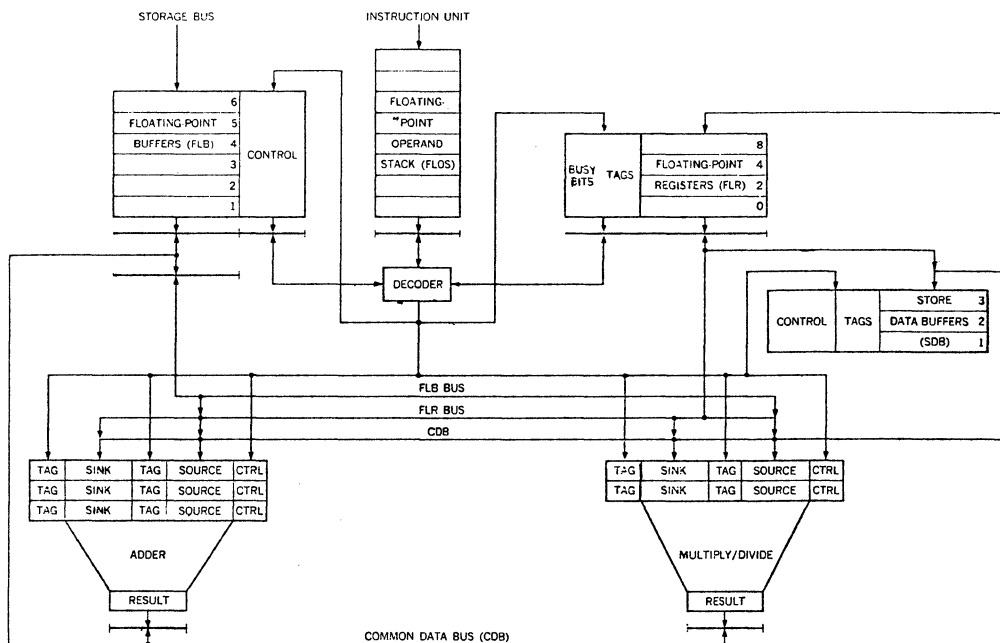 STORAGE BUS
INSTRUCTION UNIT
6
FLOATING-POINT 5
BUFFERS (FLB) 4
3
2
1
CONTROL
FLOATING-
POINT
OPERAND
STACK (FLOS)
BUSY
BITS
TAGS
8
FLOATING-POINT 4
REGISTERS (FLR) 2
0
DECODER
CONTROL
TAGS
STORE 3
DATA BUFFERS 2
(SDB) 1
FLB BUS
FLR BUS
CDB
TAG SINK TAG SOURCE CTRL
TAG SINK TAG SOURCE CTRL
TAG SINK TAG SOURCE CTRL
ADDER
RESULT
TAG SINK TAG SOURCE CTRL
TAG SINK TAG SOURCE CTRL
MULTIPLY/DIVIDE
RESULT
COMMON DATA BUS (CDB)